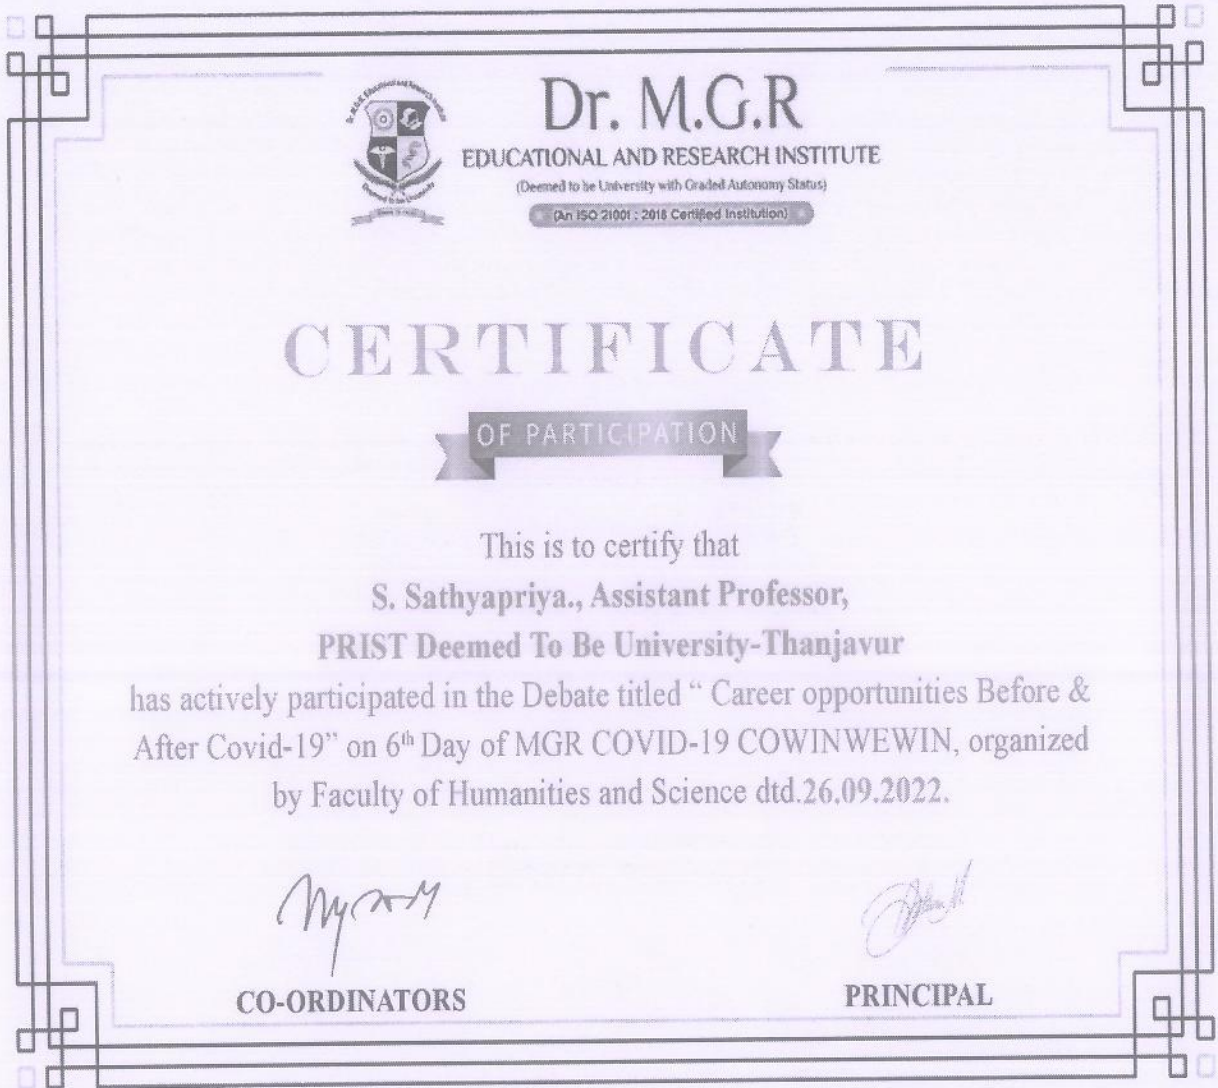 Dr. M.G.R
EDUCATIONAL AND RESEARCH INSTITUTE
(Deemed to be University with Graded Autonomy Status)
(An ISO 21001 : 2018 Certified Institution)
CERTIFICATE
OF PARTICIPATION
This is to certify that
S. Sathyapriya., Assistant Professor,
PRIST Deemed To Be University-Thanjavur
has actively participated in the Debate titled “ Career opportunities Before &
After Covid-19” on 6th Day of MGR COVID-19 COWINWEWIN, organized
by Faculty of Humanities and Science dtd.26.09.2022.
CO-ORDINATORS
PRINCIPAL